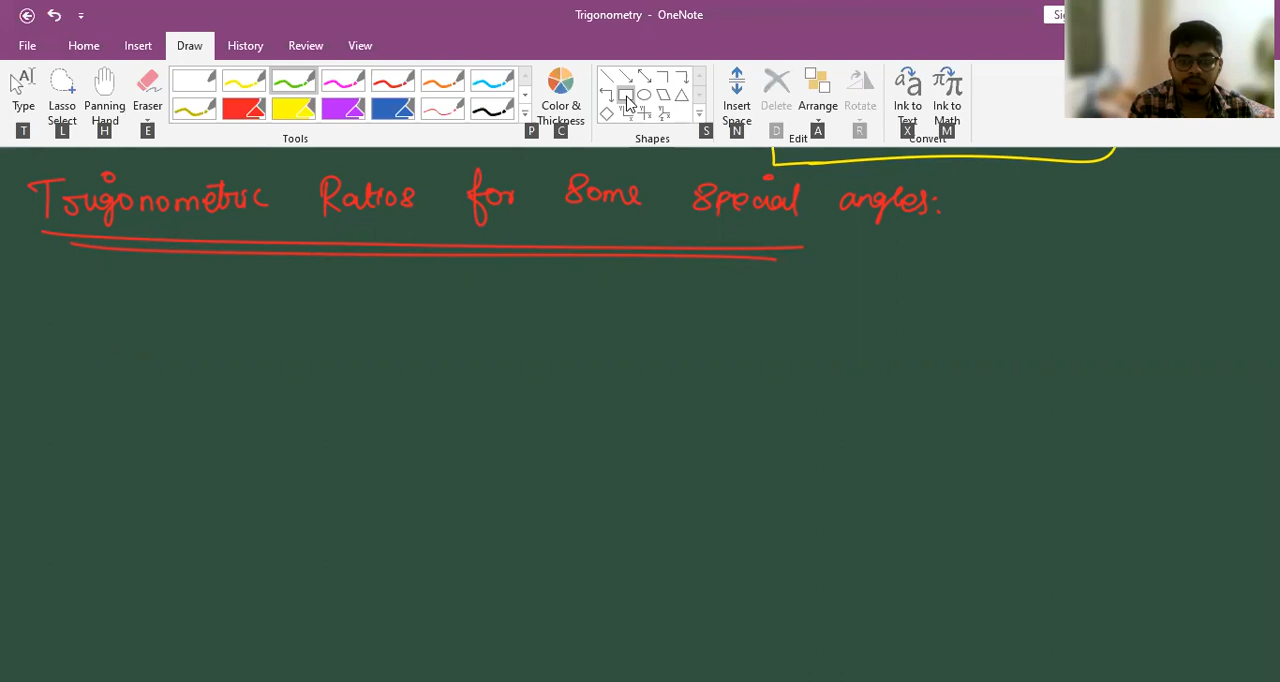 Trigonometry - OneNote
File Home Insert Draw History Review View
Type Lasso Select Panning Hand Eraser Color & Thickness Insert Space Delete Arrange Rotate Ink to Text Ink to Math
T L H E P C S N D A R X M
Tools Shapes Edit Convert
Trigonometric Ratios for some special angles: